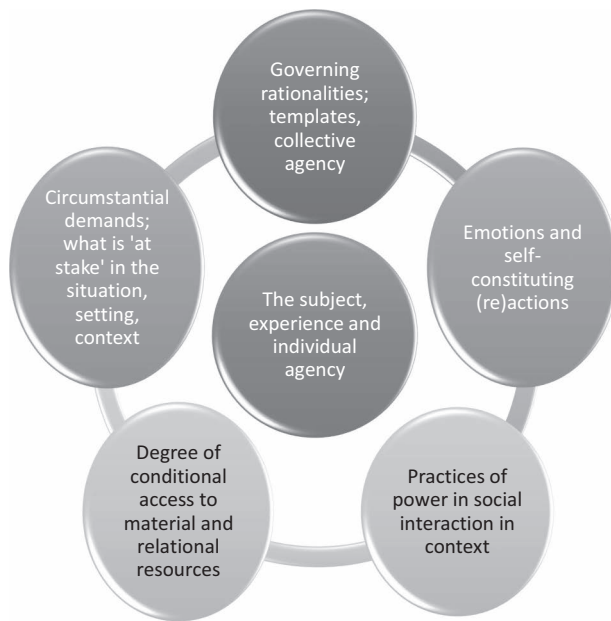 Governing
rationalities;
templates,
collective
agency
Circumstantial
demands;
what is 'at
stake' in the
situation,
setting,
context
Emotions and
self-
constituting
(re)actions
The subject,
experience and
individual
agency
Degree of
conditional
access to
material and
relational
resources
Practices of
power in social
interaction in
context